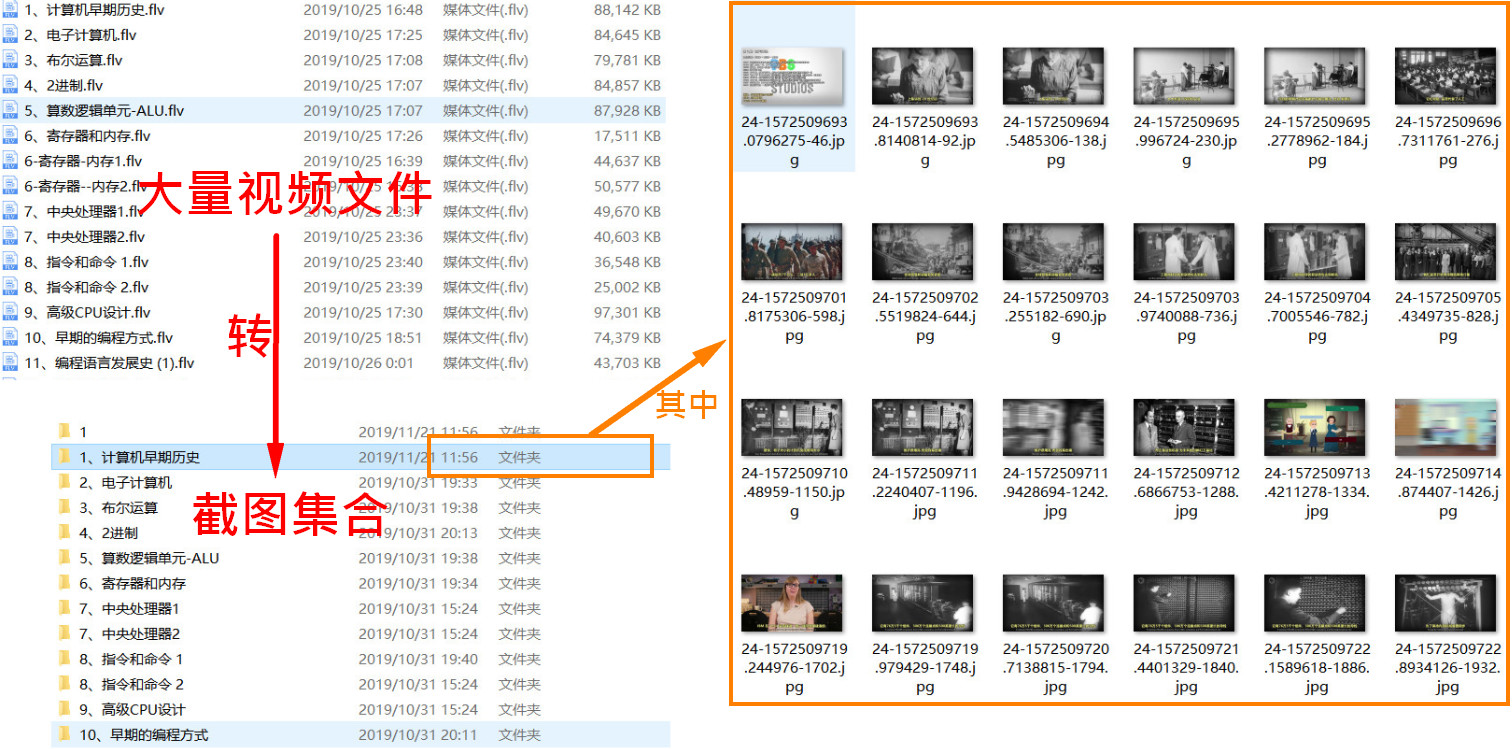 1、计算机早期历史.flv 2019/10/25 16:48 媒体文件(.flv) 88,142 KB
2、电子计算机.flv 2019/10/25 17:25 媒体文件(.flv) 84,645 KB
3、布尔运算.flv 2019/10/25 17:08 媒体文件(.flv) 79,781 KB
4、2进制.flv 2019/10/25 17:07 媒体文件(.flv) 84,857 KB
5、算数逻辑单元-ALU.flv 2019/10/25 17:07 媒体文件(.flv) 87,928 KB
6、寄存器和内存.flv 2019/10/25 17:26 媒体文件(.flv) 17,511 KB
6-寄存器-内存1.flv 2019/10/25 16:39 媒体文件(.flv) 44,637 KB
6-寄存器--内存2.flv 2019/10/25 16:38 媒体文件(.flv) 50,577 KB
大量视频文件
7、中央处理器1.flv 2019/10/25 23:37 媒体文件(.flv) 49,670 KB
7、中央处理器2.flv 2019/10/25 23:36 媒体文件(.flv) 40,603 KB
8、指令和命令 1.flv 2019/10/25 23:40 媒体文件(.flv) 36,548 KB
8、指令和命令 2.flv 2019/10/25 23:39 媒体文件(.flv) 25,002 KB
9、高级CPU设计.flv 2019/10/25 17:30 媒体文件(.flv) 97,301 KB
转
10、早期的编程方式.flv 2019/10/25 18:51 媒体文件(.flv) 74,379 KB
11、编程语言发展史 (1).flv 2019/10/26 0:01 媒体文件(.flv) 43,703 KB
其中
1 2019/11/21 11:56 文件夹
1、计算机早期历史 2019/11/21 11:56 文件夹
2、电子计算机 2019/10/31 19:33 文件夹
3、布尔运算 2019/10/31 19:38 文件夹
截图集合
4、2进制 2019/10/31 20:13 文件夹
5、算数逻辑单元-ALU 2019/10/31 19:38 文件夹
6、寄存器和内存 2019/10/31 19:34 文件夹
7、中央处理器1 2019/10/31 15:24 文件夹
7、中央处理器2 2019/10/31 15:24 文件夹
8、指令和命令 1 2019/10/31 19:40 文件夹
8、指令和命令 2 2019/10/31 15:24 文件夹
9、高级CPU设计 2019/10/31 15:24 文件夹
10、早期的编程方式 2019/10/31 20:11 文件夹
STUDIOS
24-1572509693 24-1572509693 24-1572509694 24-1572509695 24-1572509695 24-1572509696
.0796275-46.jp .8140814-92.jp .5485306-138.j .996724-230.jp .2778962-184.j .7311761-276.j
g g pg g pg pg
24-1572509701 24-1572509702 24-1572509703 24-1572509703 24-1572509704 24-1572509705
.8175306-598.j .5519824-644.j .255182-690.jp .9740088-736.j .7005546-782.j .4349735-828.j
pg pg g pg pg pg
24-1572509710 24-1572509711 24-1572509711 24-1572509712 24-1572509713 24-1572509714
.48959-1150.jp .2240407-1196. .9428694-1242. .6866753-1288. .4211278-1334. .874407-1426.j
g jpg jpg jpg jpg pg
24-1572509719 24-1572509719 24-1572509720 24-1572509721 24-1572509722 24-1572509722
.244976-1702.j .979429-1748.j .7138815-1794. .4401329-1840. .1589618-1886. .8934126-1932.
pg pg jpg jpg jpg jpg